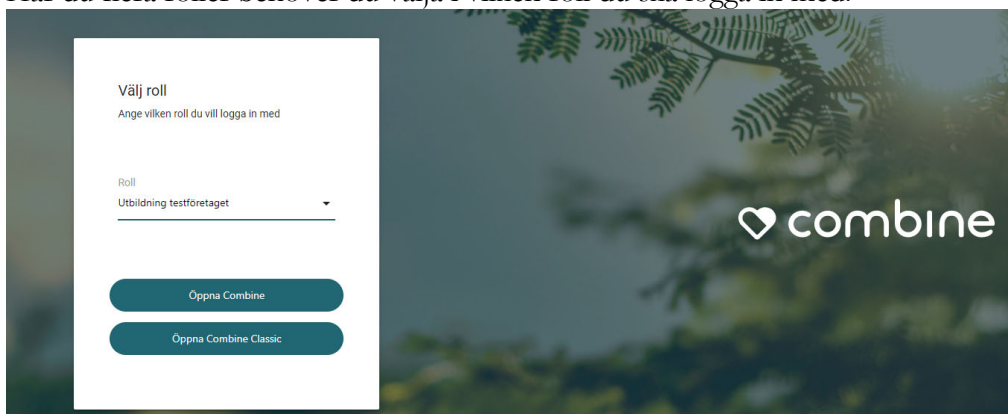 Har du flera roller behöver du välja i vilken roll du ska logga in med.
Välj roll
Ange vilken roll du vill logga in med
Roll
Utbildning testföretaget
combine
Öppna Combine
Öppna Combine Classic